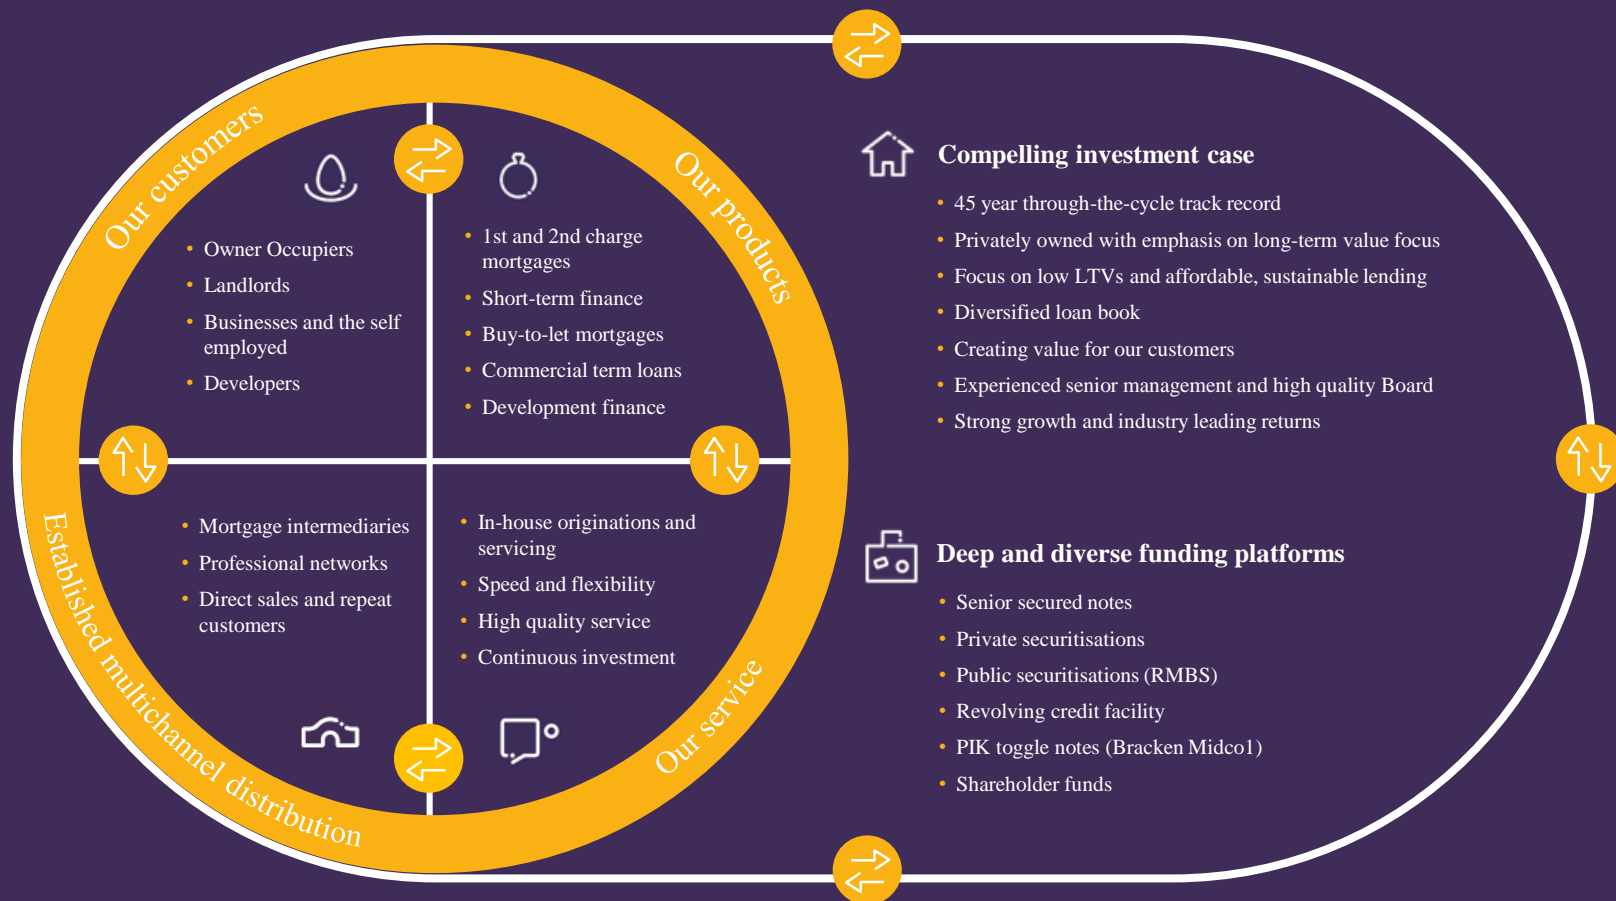 Our customers
• Owner Occupiers
• Landlords
• Businesses and the self
employed
• Developers
Our products
• 1st and 2nd charge
mortgages
• Short-term finance
• Buy-to-let mortgages
• Commercial term loans
• Development finance
Established multichannel distribution
• Mortgage intermediaries
• Professional networks
• Direct sales and repeat
customers
Our service
• In-house originations and
servicing
• Speed and flexibility
• High quality service
• Continuous investment
Compelling investment case
• 45 year through-the-cycle track record
• Privately owned with emphasis on long-term value focus
• Focus on low LTVs and affordable, sustainable lending
• Diversified loan book
• Creating value for our customers
• Experienced senior management and high quality Board
• Strong growth and industry leading returns
Deep and diverse funding platforms
• Senior secured notes
• Private securitisations
• Public securitisations (RMBS)
• Revolving credit facility
• PIK toggle notes (Bracken Midco1)
• Shareholder funds